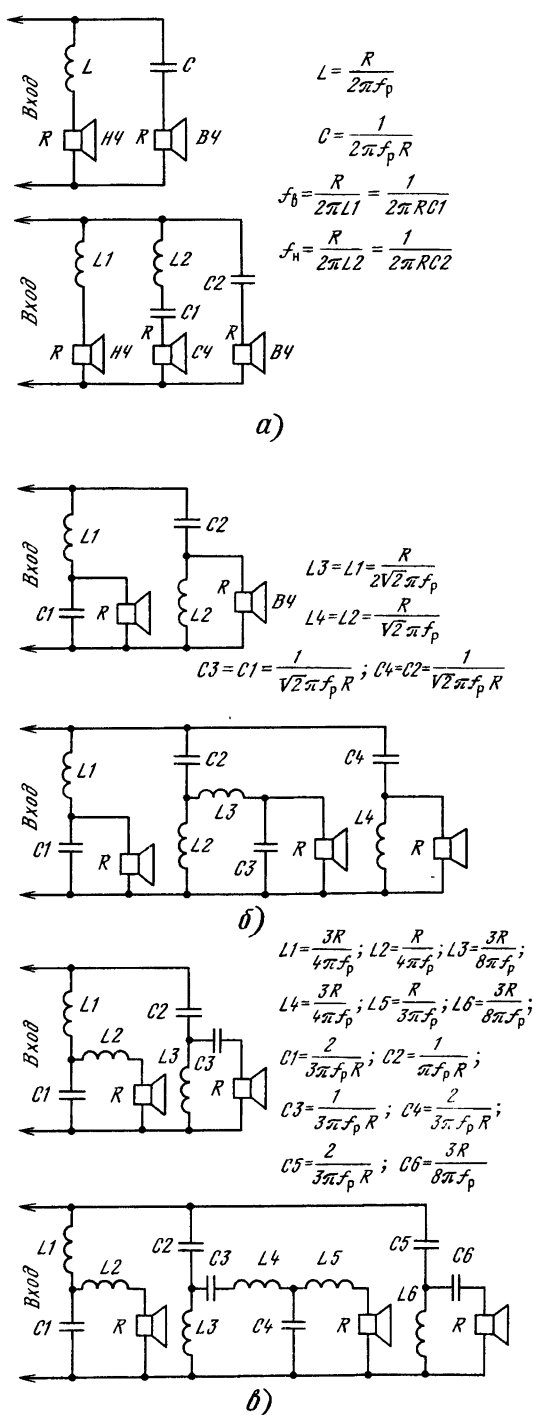 Вход
L
R
НЧ
C
R
ВЧ
L = R / 2πfр
C = 1 / 2πfрR
fв = R / 2πL1 = 1 / 2πRC1
fн = R / 2πL2 = 1 / 2πRC2
Вход
L1
L2
C1
C2
R
НЧ
R
СЧ
R
ВЧ
а)
Вход
L1
C1
R
C2
L2
R
ВЧ
L3=L1= R / 2√2πfр
L4=L2= R / √2πfр
C3=C1= 1 / √2πfрR ; C4=C2= 1 / √2πfрR
Вход
L1
C1
R
C2
L2
L3
C3
R
C4
L4
R
б)
L1= 3R / 4πfр ; L2= R / 4πfр ; L3= 3R / 8πfр ;
L4= 3R / 4πfр ; L5= R / 3πfр ; L6= 3R / 8πfр ;
C1= 2 / 3πfрR ; C2= 1 / πfрR ;
C3= 1 / 3πfрR ; C4= 2 / 3πfрR ;
C5= 2 / 3πfрR ; C6= 3R / 8πfр
Вход
L1
L2
C1
R
C2
L3
C3
R
Вход
L1
L2
C1
R
C2
C3
L3
L4
L5
C4
R
C5
C6
L6
R
в)